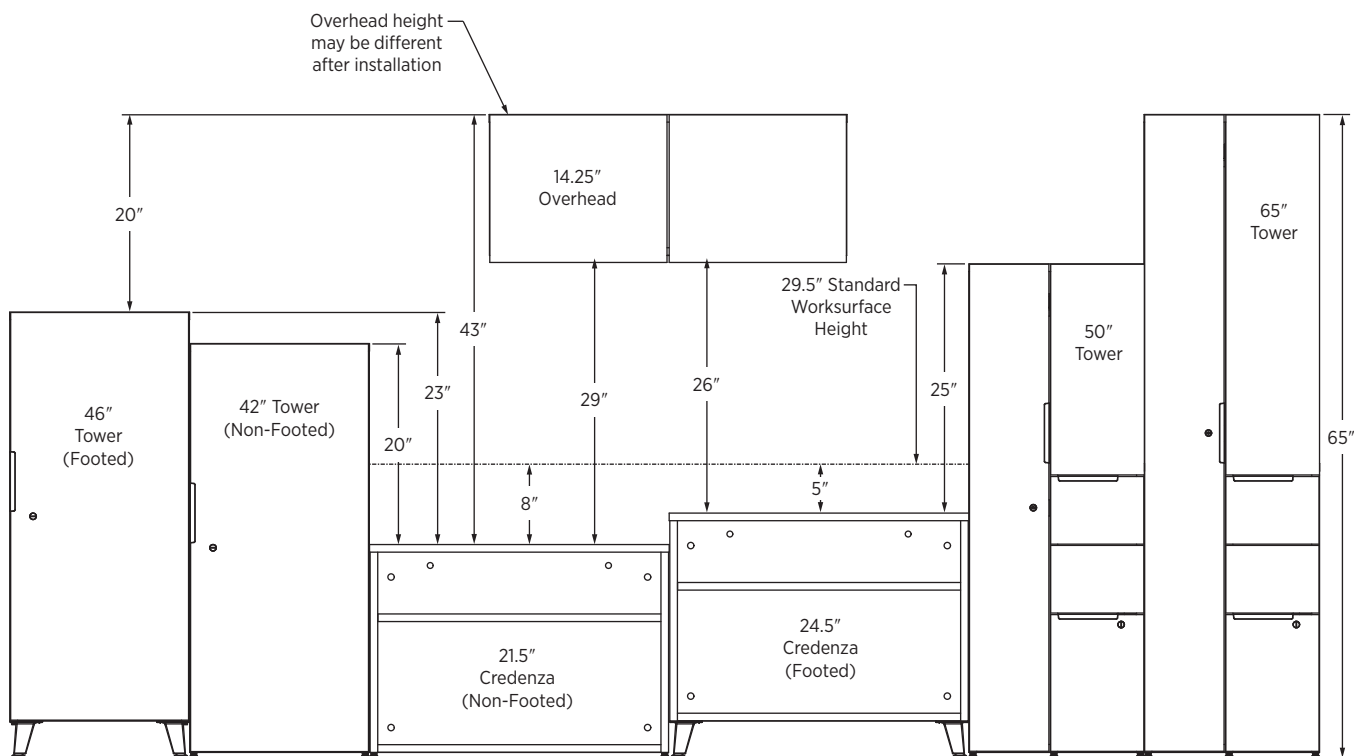 Overhead height
may be different
after installation
20″
43″
14.25″
Overhead
65″
Tower
29.5″ Standard
Worksurface
Height
23″
20″
29″
26″
25″
50″
Tower
46″
Tower
(Footed)
42″ Tower
(Non-Footed)
65″
8″
5″
21.5″
Credenza
(Non-Footed)
24.5″
Credenza
(Footed)